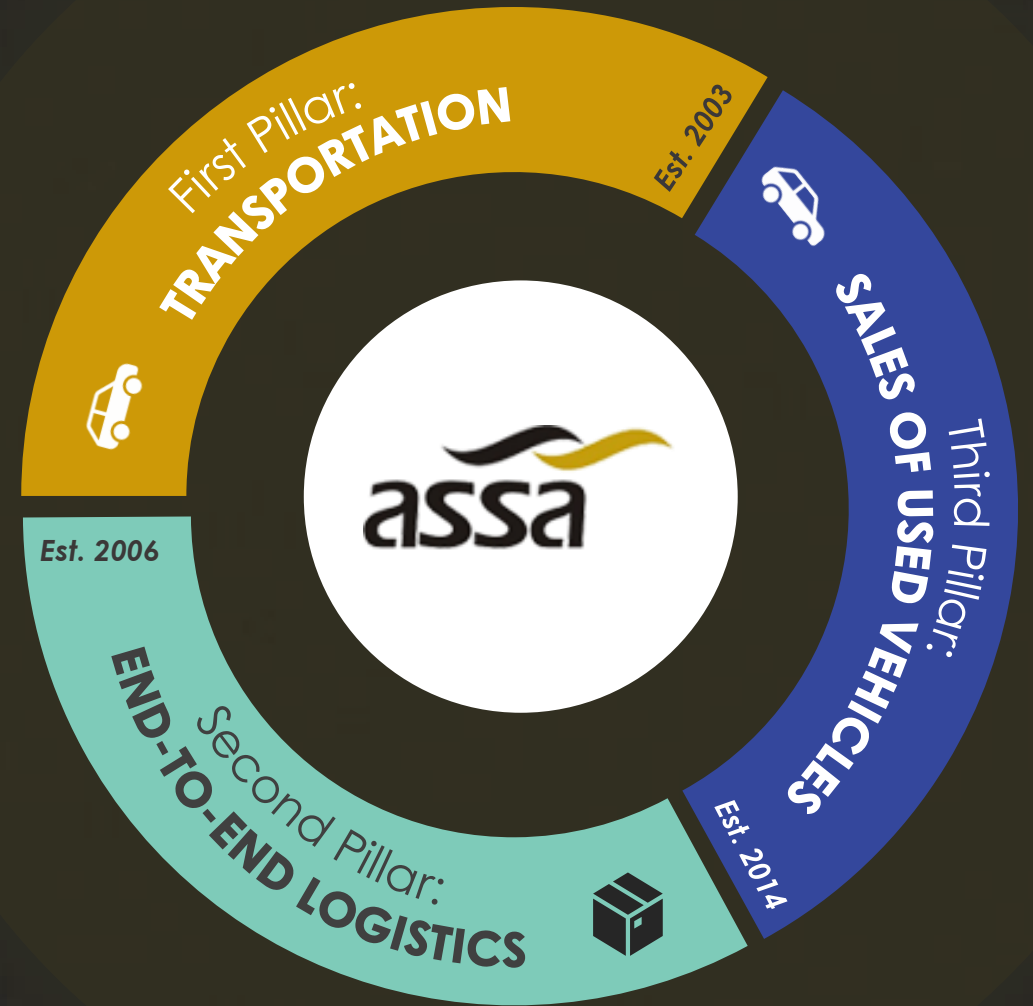 First Pillar:
TRANSPORTATION
Est. 2003
Third Pillar:
SALES OF USED VEHICLES
Est. 2014
Second Pillar:
END-TO-END LOGISTICS
Est. 2006
assa